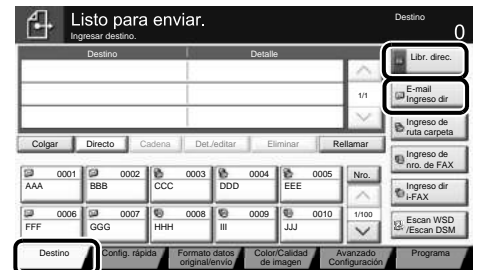 Listo para enviar.
Ingresar destino.
Destino
0
Destino Detalle
1/1
Libr. direc.
E-mail
Ingreso dir
Ingreso de
ruta carpeta
Ingreso de
nro. de FAX
Ingreso dir
i-FAX
Escan WSD
/Escan DSM
Colgar Directo Cadena Det./editar Eliminar Rellamar
0001 0002 0003 0004 0005 Nro.
AAA BBB CCC DDD EEE
0006 0007 0008 0009 0010 1/100
FFF GGG HHH III JJJ
Destino Config. rápida Formato datos
original/envío Color/Calidad
de imagen Avanzado
Configuración Programa